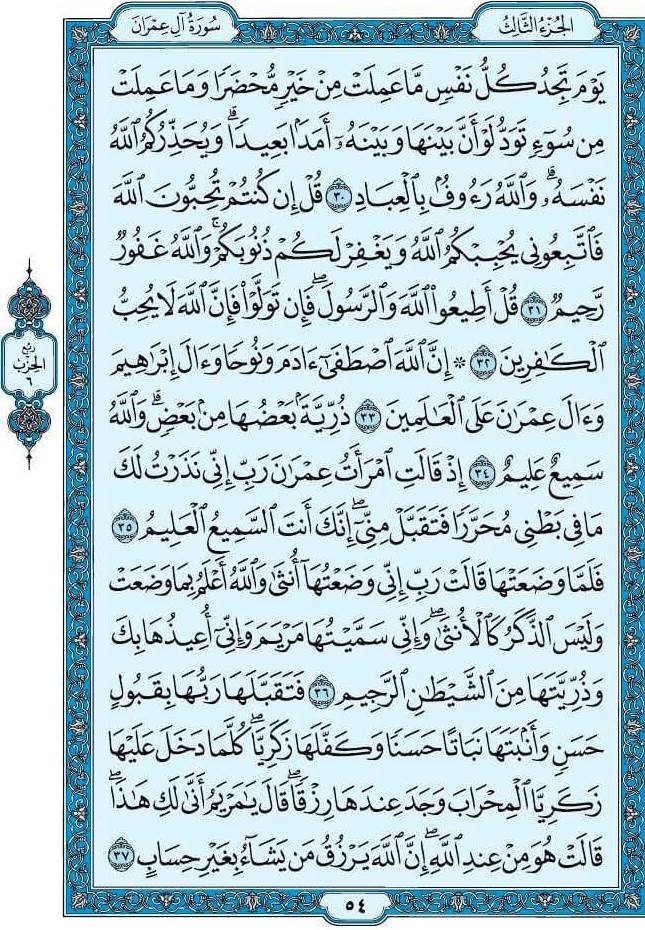 سُورَةُ آلِ عِمْرَانَ
الجُزْءُ الثَّالِثُ
يَوْمَ تَجِدُ كُلُّ نَفْسٍ مَّا عَمِلَتْ مِنْ خَيْرٍ مُّحْضَرًا وَمَا عَمِلَتْ
مِن سُوٓءٍ تَوَدُّ لَوْ أَنَّ بَيْنَهَا وَبَيْنَهُۥٓ أَمَدًۢا بَعِيدًاۗ وَيُحَذِّرُكُمُ ٱللَّهُ
نَفْسَهُۥۗ وَٱللَّهُ رَءُوفُۢ بِٱلْعِبَادِ ٣٠ قُلْ إِن كُنتُمْ تُحِبُّونَ ٱللَّهَ
فَٱتَّبِعُونِى يُحْبِبْكُمُ ٱللَّهُ وَيَغْفِرْ لَكُمْ ذُنُوبَكُمْۚ وَٱللَّهُ غَفُورٌ
رَّحِيمٌ ٣١ قُلْ أَطِيعُوا۟ ٱللَّهَ وَٱلرَّسُولَۖ فَإِن تَوَلَّوْا۟ فَإِنَّ ٱللَّهَ لَا يُحِبُّ
ٱلْكَٰفِرِينَ ٣٢ * إِنَّ ٱللَّهَ ٱصْطَفَىٰٓ ءَادَمَ وَنُوحًا وَءَالَ إِبْرَٰهِيمَ
وَءَالَ عِمْرَٰنَ عَلَى ٱلْعَٰلَمِينَ ٣٣ ذُرِّيَّةَۢ بَعْضُهَا مِنۢ بَعْضٍۗ وَٱللَّهُ
سَمِيعٌ عَلِيمٌ ٣٤ إِذْ قَالَتِ ٱمْرَأَتُ عِمْرَٰنَ رَبِّ إِنِّى نَذَرْتُ لَكَ
مَا فِى بَطْنِى مُحَرَّرًا فَتَقَبَّلْ مِنِّىٓۖ إِنَّكَ أَنتَ ٱلسَّمِيعُ ٱلْعَلِيمُ ٣٥
فَلَمَّا وَضَعَتْهَا قَالَتْ رَبِّ إِنِّى وَضَعْتُهَآ أُنثَىٰ وَٱللَّهُ أَعْلَمُ بِمَا وَضَعَتْ
وَلَيْسَ ٱلذَّكَرُ كَٱلْأُنثَىٰۖ وَإِنِّى سَمَّيْتُهَا مَرْيَمَ وَإِنِّىٓ أُعِيذُهَا بِكَ
وَذُرِّيَّتَهَا مِنَ ٱلشَّيْطَٰنِ ٱلرَّجِيمِ ٣٦ فَتَقَبَّلَهَا رَبُّهَا بِقَبُولٍ
حَسَنٍ وَأَنۢبَتَهَا نَبَاتًا حَسَنًا وَكَفَّلَهَا زَكَرِيَّاۖ كُلَّمَا دَخَلَ عَلَيْهَا
زَكَرِيَّا ٱلْمِحْرَابَ وَجَدَ عِندَهَا رِزْقًاۖ قَالَ يَٰمَرْيَمُ أَنَّىٰ لَكِ هَٰذَاۖ
قَالَتْ هُوَ مِنْ عِندِ ٱللَّهِۖ إِنَّ ٱللَّهَ يَرْزُقُ مَن يَشَآءُ بِغَيْرِ حِسَابٍ ٣٧
رُبْعُ
الحِزْبِ
٦
٥٤